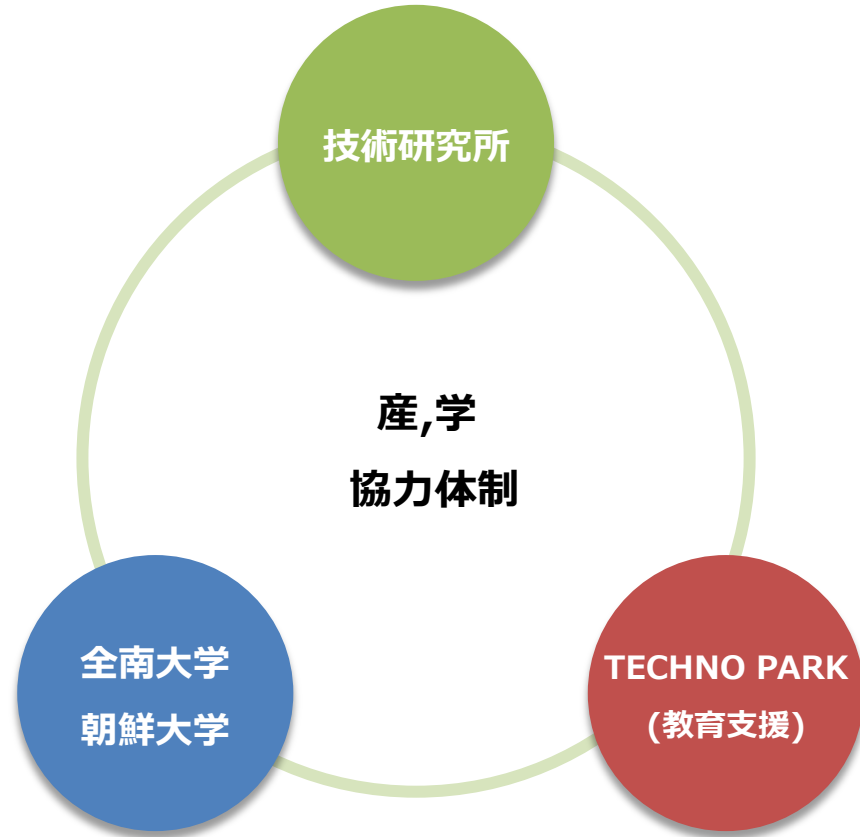 技術研究所
産,学
協力体制
全南大学
朝鮮大学
TECHNO PARK
(教育支援)